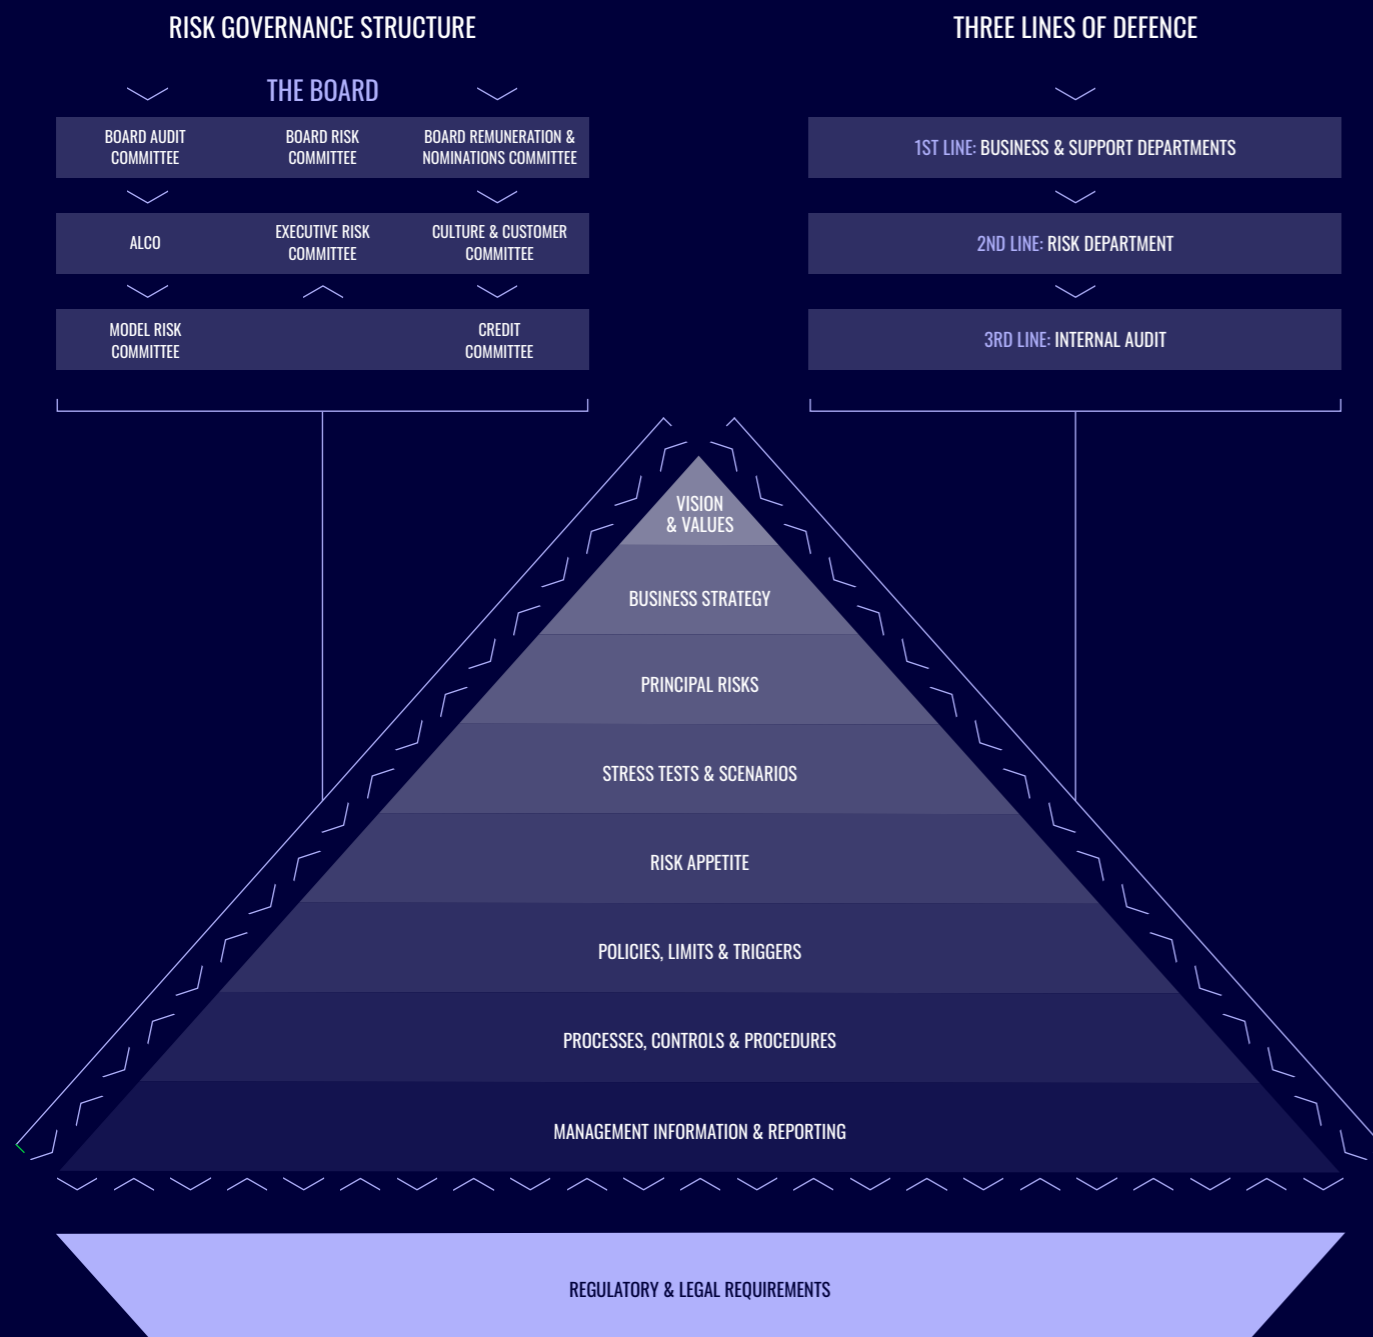 RISK GOVERNANCE STRUCTURE
THE BOARD
BOARD AUDIT
COMMITTEE
BOARD RISK
COMMITTEE
BOARD REMUNERATION &
NOMINATIONS COMMITTEE
ALCO
EXECUTIVE RISK
COMMITTEE
CULTURE & CUSTOMER
COMMITTEE
MODEL RISK
COMMITTEE
CREDIT
COMMITTEE
THREE LINES OF DEFENCE
1ST LINE: BUSINESS & SUPPORT DEPARTMENTS
2ND LINE: RISK DEPARTMENT
3RD LINE: INTERNAL AUDIT
VISION
& VALUES
BUSINESS STRATEGY
PRINCIPAL RISKS
STRESS TESTS & SCENARIOS
RISK APPETITE
POLICIES, LIMITS & TRIGGERS
PROCESSES, CONTROLS & PROCEDURES
MANAGEMENT INFORMATION & REPORTING
REGULATORY & LEGAL REQUIREMENTS